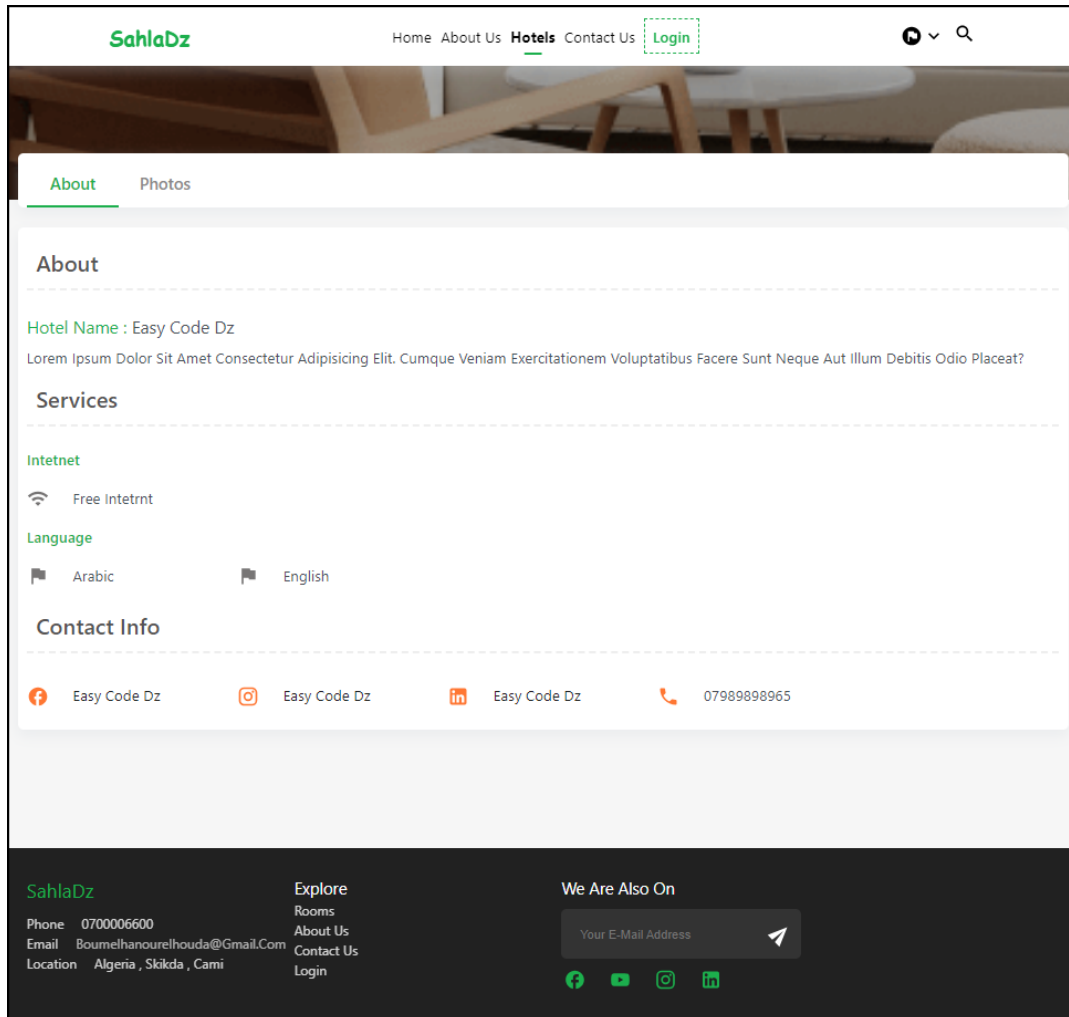 SahlaDz
Home About Us Hotels Contact Us Login
About Photos
About
Hotel Name : Easy Code Dz
Lorem Ipsum Dolor Sit Amet Consectetur Adipisicing Elit. Cumque Veniam Exercitationem Voluptatibus Facere Sunt Neque Aut Illum Debitis Odio Placeat?
Services
Intetnet
Free Intetrnt
Language
Arabic English
Contact Info
Easy Code Dz Easy Code Dz Easy Code Dz 07989898965
SahlaDz
Phone 0700006600
Email Boumelhanourelhouda@Gmail.Com
Location Algeria , Skikda , Cami
Explore
Rooms
About Us
Contact Us
Login
We Are Also On
Your E-Mail Address